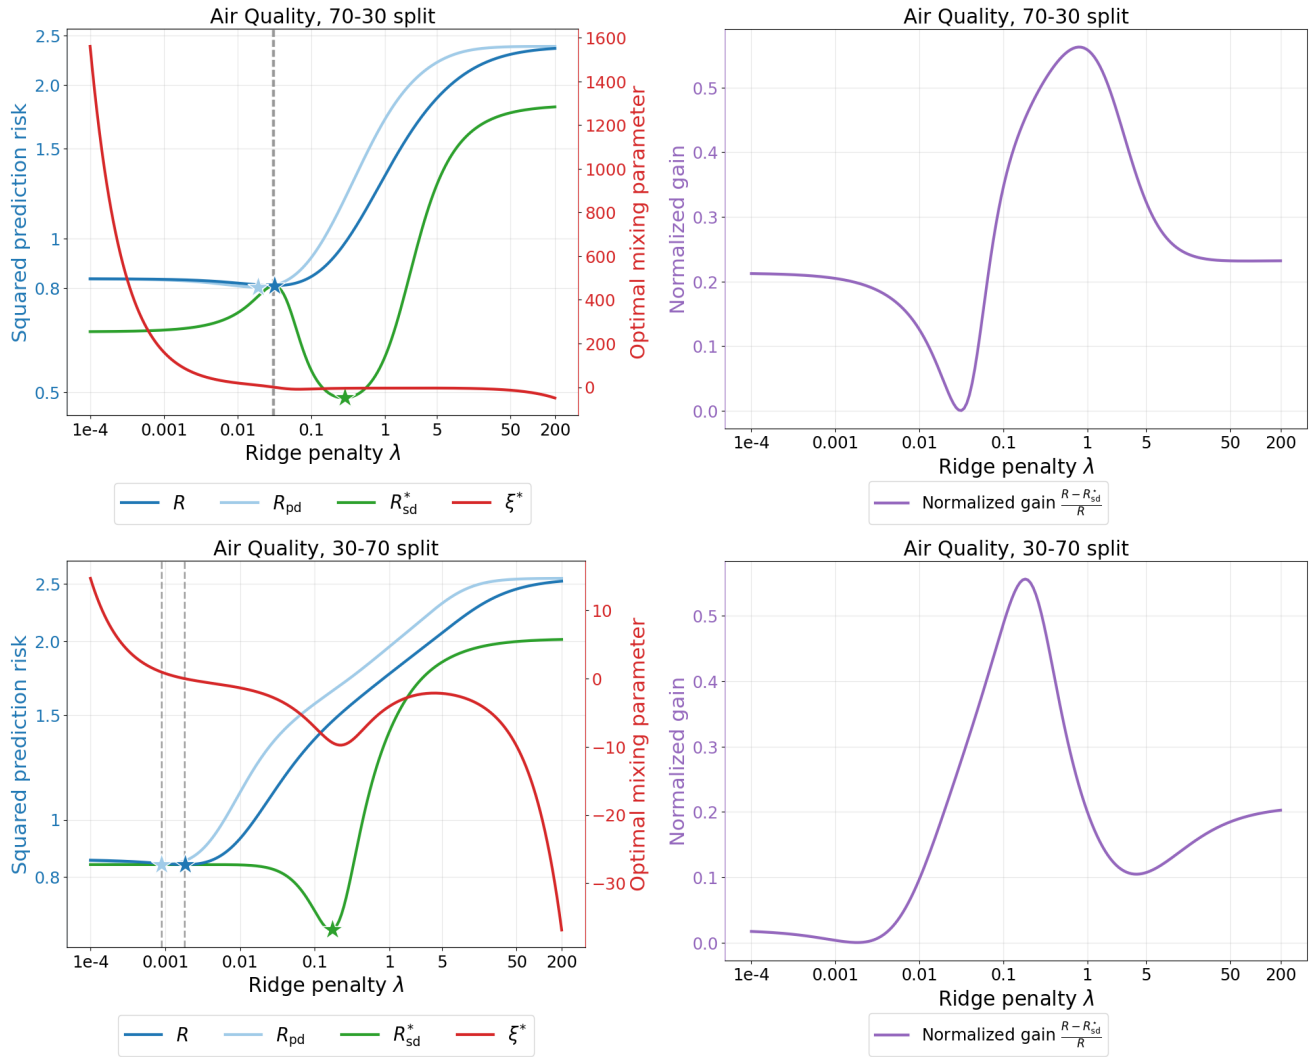 Air Quality, 70-30 split
Squared prediction risk
2.5
2.0
1.5
1
0.8
0.5
1600
1400
1200
1000
800
600
400
200
0
Optimal mixing parameter
1e-4 0.001 0.01 0.1 1 5 50 200
Ridge penalty λ
R R_pd R*_sd ξ*
Air Quality, 70-30 split
Normalized gain
0.5
0.4
0.3
0.2
0.1
0.0
1e-4 0.001 0.01 0.1 1 5 50 200
Ridge penalty λ
Normalized gain (R − R*_sd)/R
Air Quality, 30-70 split
Squared prediction risk
2.5
2.0
1.5
1
0.8
10
0
−10
−20
−30
Optimal mixing parameter
1e-4 0.001 0.01 0.1 1 5 50 200
Ridge penalty λ
R R_pd R*_sd ξ*
Air Quality, 30-70 split
Normalized gain
0.5
0.4
0.3
0.2
0.1
0.0
1e-4 0.001 0.01 0.1 1 5 50 200
Ridge penalty λ
Normalized gain (R − R*_sd)/R